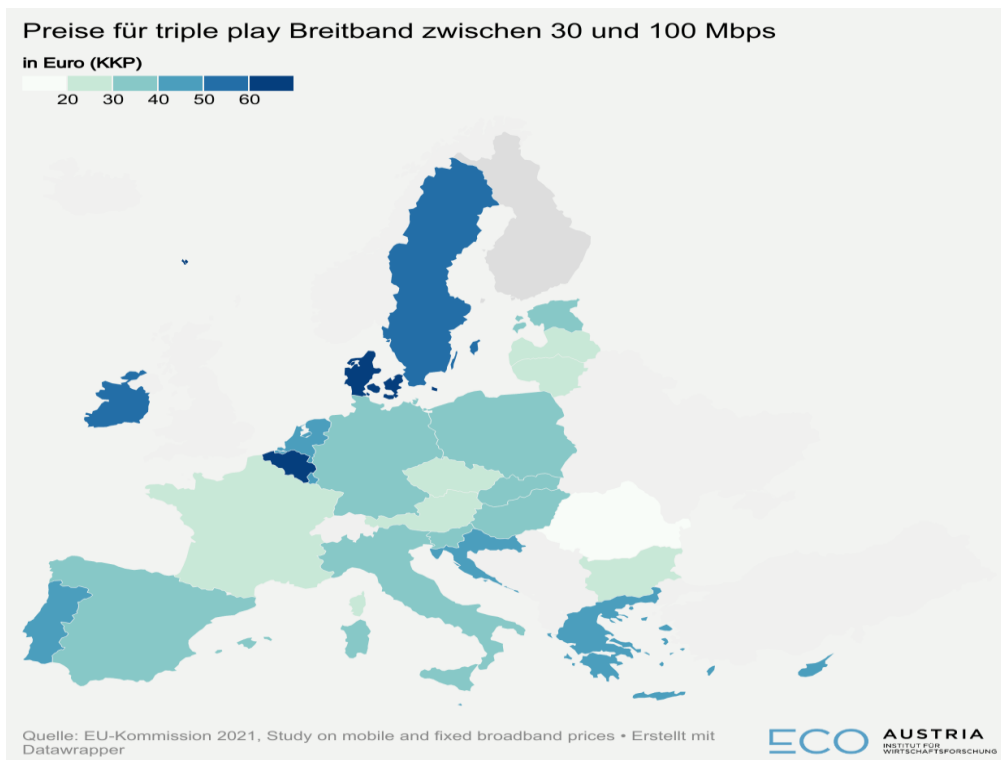 Preise für triple play Breitband zwischen 30 und 100 Mbps
in Euro (KKP)
20 30 40 50 60
Quelle: EU-Kommission 2021, Study on mobile and fixed broadband prices • Erstellt mit
Datawrapper
ECO AUSTRIA
INSTITUT FÜR
WIRTSCHAFTSFORSCHUNG